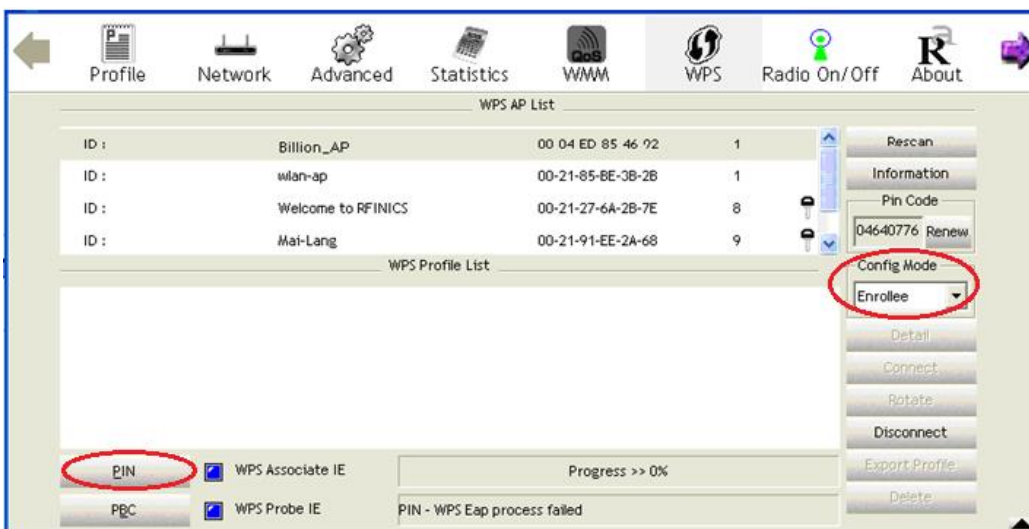 Profile Network Advanced Statistics QoS WMM WPS Radio On/Off About
WPS AP List
ID : Billion_AP 00 04 ED 85 46 92 1
ID : wlan-ap 00-21-85-BE-3B-2B 1
ID : Welcome to RFINICS 00-21-27-6A-2B-7E 8
ID : Mai-Lang 00-21-91-EE-2A-68 9
Rescan
Information
Pin Code
04640776 Renew
WPS Profile List
Config Mode
Enrollee
Detail
Connect
Rotate
Disconnect
Export Profile
Delete
PIN WPS Associate IE Progress >> 0%
PBC WPS Probe IE PIN - WPS Eap process failed